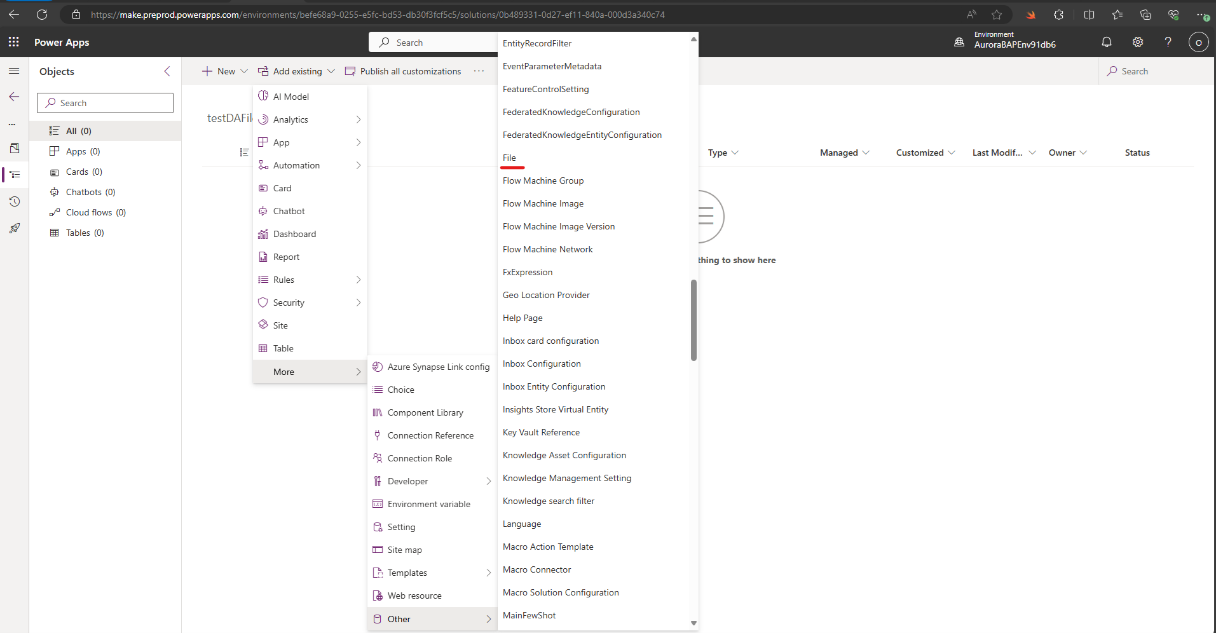 https://make.preprod.powerapps.com/environments/befe68a9-0255-e5fc-bd53-db30f3fcf5c5/solutions/0b489331-0d27-ef11-840a-000d3a340c74
Power Apps
Search
Environment
AuroraBAPEnv91db6
?
O
Objects
Search
All (0)
Apps (0)
Cards (0)
Chatbots (0)
Cloud flows (0)
Tables (0)
New
Add existing
Publish all customizations
Search
testDAFil
Type
Managed
Customized
Last Modif...
Owner
Status
thing to show here
AI Model
Analytics
App
Automation
Card
Chatbot
Dashboard
Report
Rules
Security
Site
Table
More
Azure Synapse Link config
Choice
Component Library
Connection Reference
Connection Role
Developer
Environment variable
Setting
Site map
Templates
Web resource
Other
EntityRecordFilter
EventParameterMetadata
FeatureControlSetting
FederatedKnowledgeConfiguration
FederatedKnowledgeEntityConfiguration
File
Flow Machine Group
Flow Machine Image
Flow Machine Image Version
Flow Machine Network
FxExpression
Geo Location Provider
Help Page
Inbox card configuration
Inbox Configuration
Inbox Entity Configuration
Insights Store Virtual Entity
Key Vault Reference
Knowledge Asset Configuration
Knowledge Management Setting
Knowledge search filter
Language
Macro Action Template
Macro Connector
Macro Solution Configuration
MainFewShot